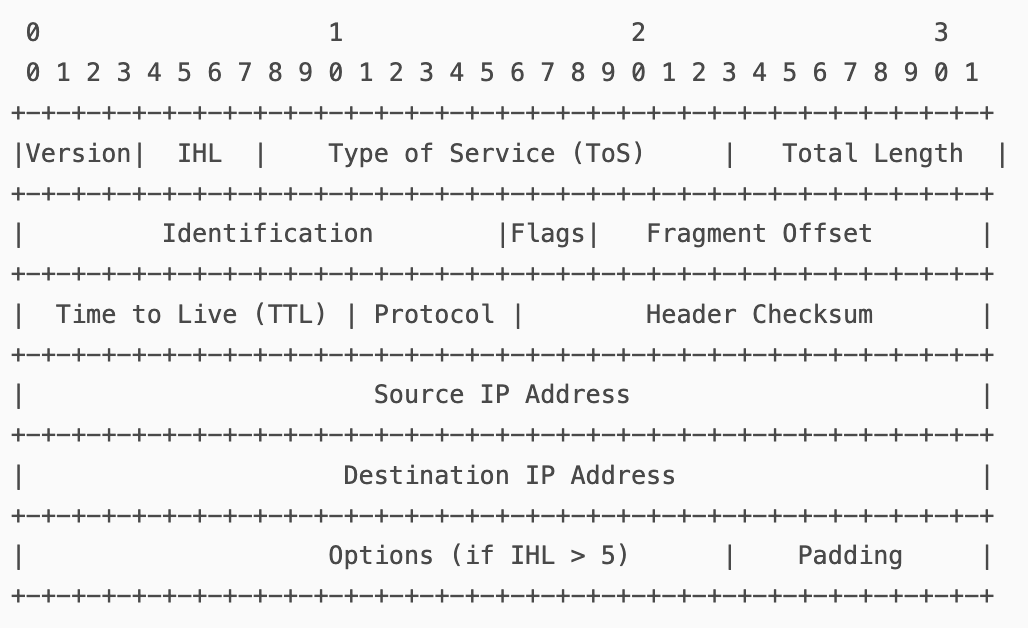 0                   1                   2                   3
 0 1 2 3 4 5 6 7 8 9 0 1 2 3 4 5 6 7 8 9 0 1 2 3 4 5 6 7 8 9 0 1
+-+-+-+-+-+-+-+-+-+-+-+-+-+-+-+-+-+-+-+-+-+-+-+-+-+-+-+-+-+-+-+-+
|Version|  IHL  |    Type of Service (ToS)     |   Total Length  |
+-+-+-+-+-+-+-+-+-+-+-+-+-+-+-+-+-+-+-+-+-+-+-+-+-+-+-+-+-+-+-+-+
|         Identification        |Flags|   Fragment Offset       |
+-+-+-+-+-+-+-+-+-+-+-+-+-+-+-+-+-+-+-+-+-+-+-+-+-+-+-+-+-+-+-+-+
|  Time to Live (TTL) | Protocol |        Header Checksum       |
+-+-+-+-+-+-+-+-+-+-+-+-+-+-+-+-+-+-+-+-+-+-+-+-+-+-+-+-+-+-+-+-+
|                       Source IP Address                       |
+-+-+-+-+-+-+-+-+-+-+-+-+-+-+-+-+-+-+-+-+-+-+-+-+-+-+-+-+-+-+-+-+
|                     Destination IP Address                    |
+-+-+-+-+-+-+-+-+-+-+-+-+-+-+-+-+-+-+-+-+-+-+-+-+-+-+-+-+-+-+-+-+
|                    Options (if IHL > 5)      |    Padding     |
+-+-+-+-+-+-+-+-+-+-+-+-+-+-+-+-+-+-+-+-+-+-+-+-+-+-+-+-+-+-+-+-+